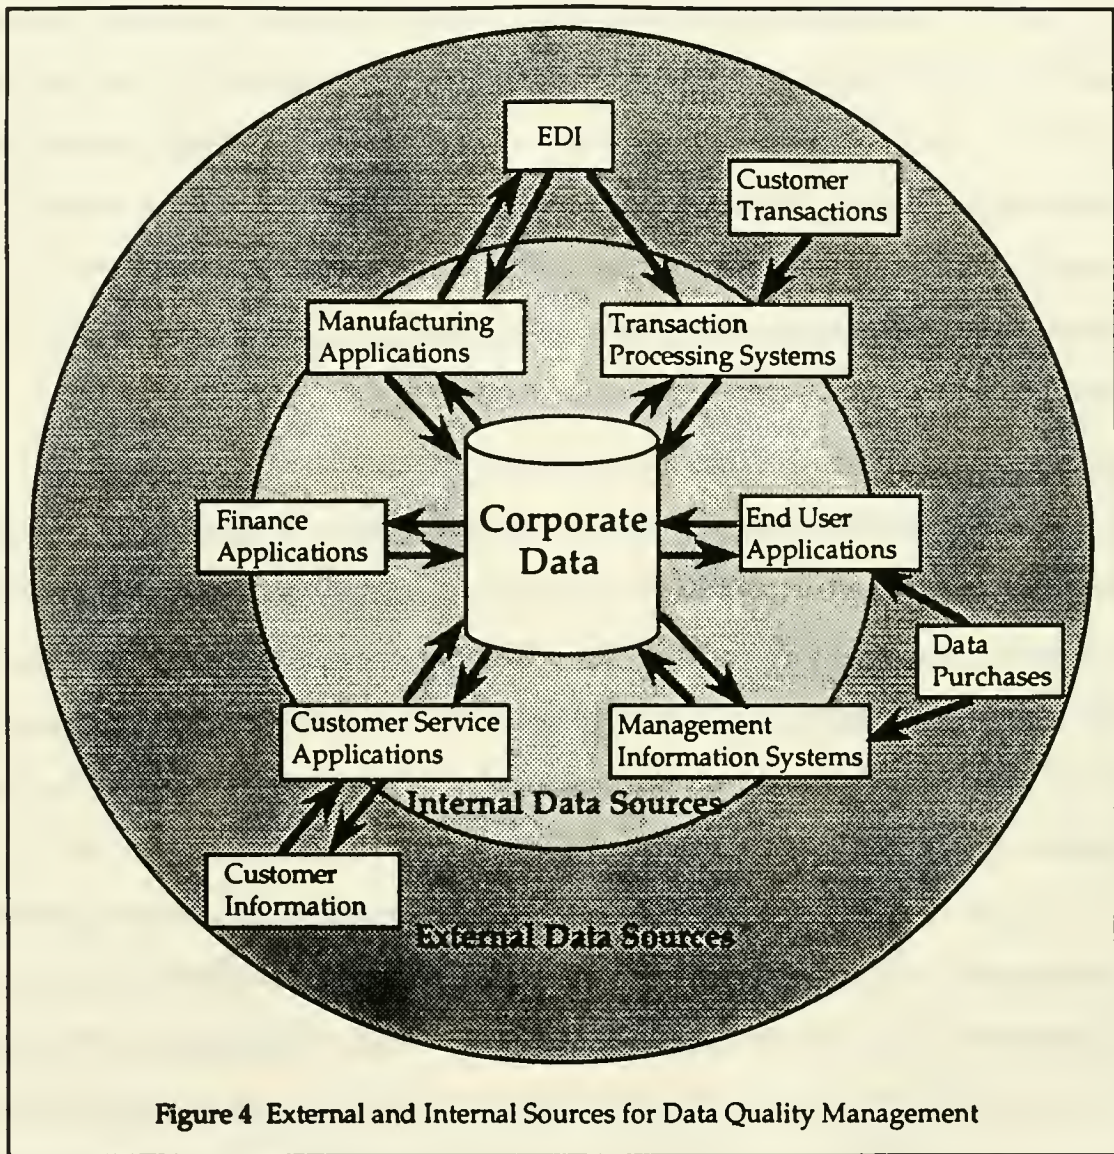 EDI
Customer
Transactions
Manufacturing
Applications
Transaction
Processing Systems
Corporate
Data
Finance
Applications
End User
Applications
Data
Purchases
Customer Service
Applications
Management
Information Systems
Internal Data Sources
Customer
Information
External Data Sources
Figure 4 External and Internal Sources for Data Quality Management